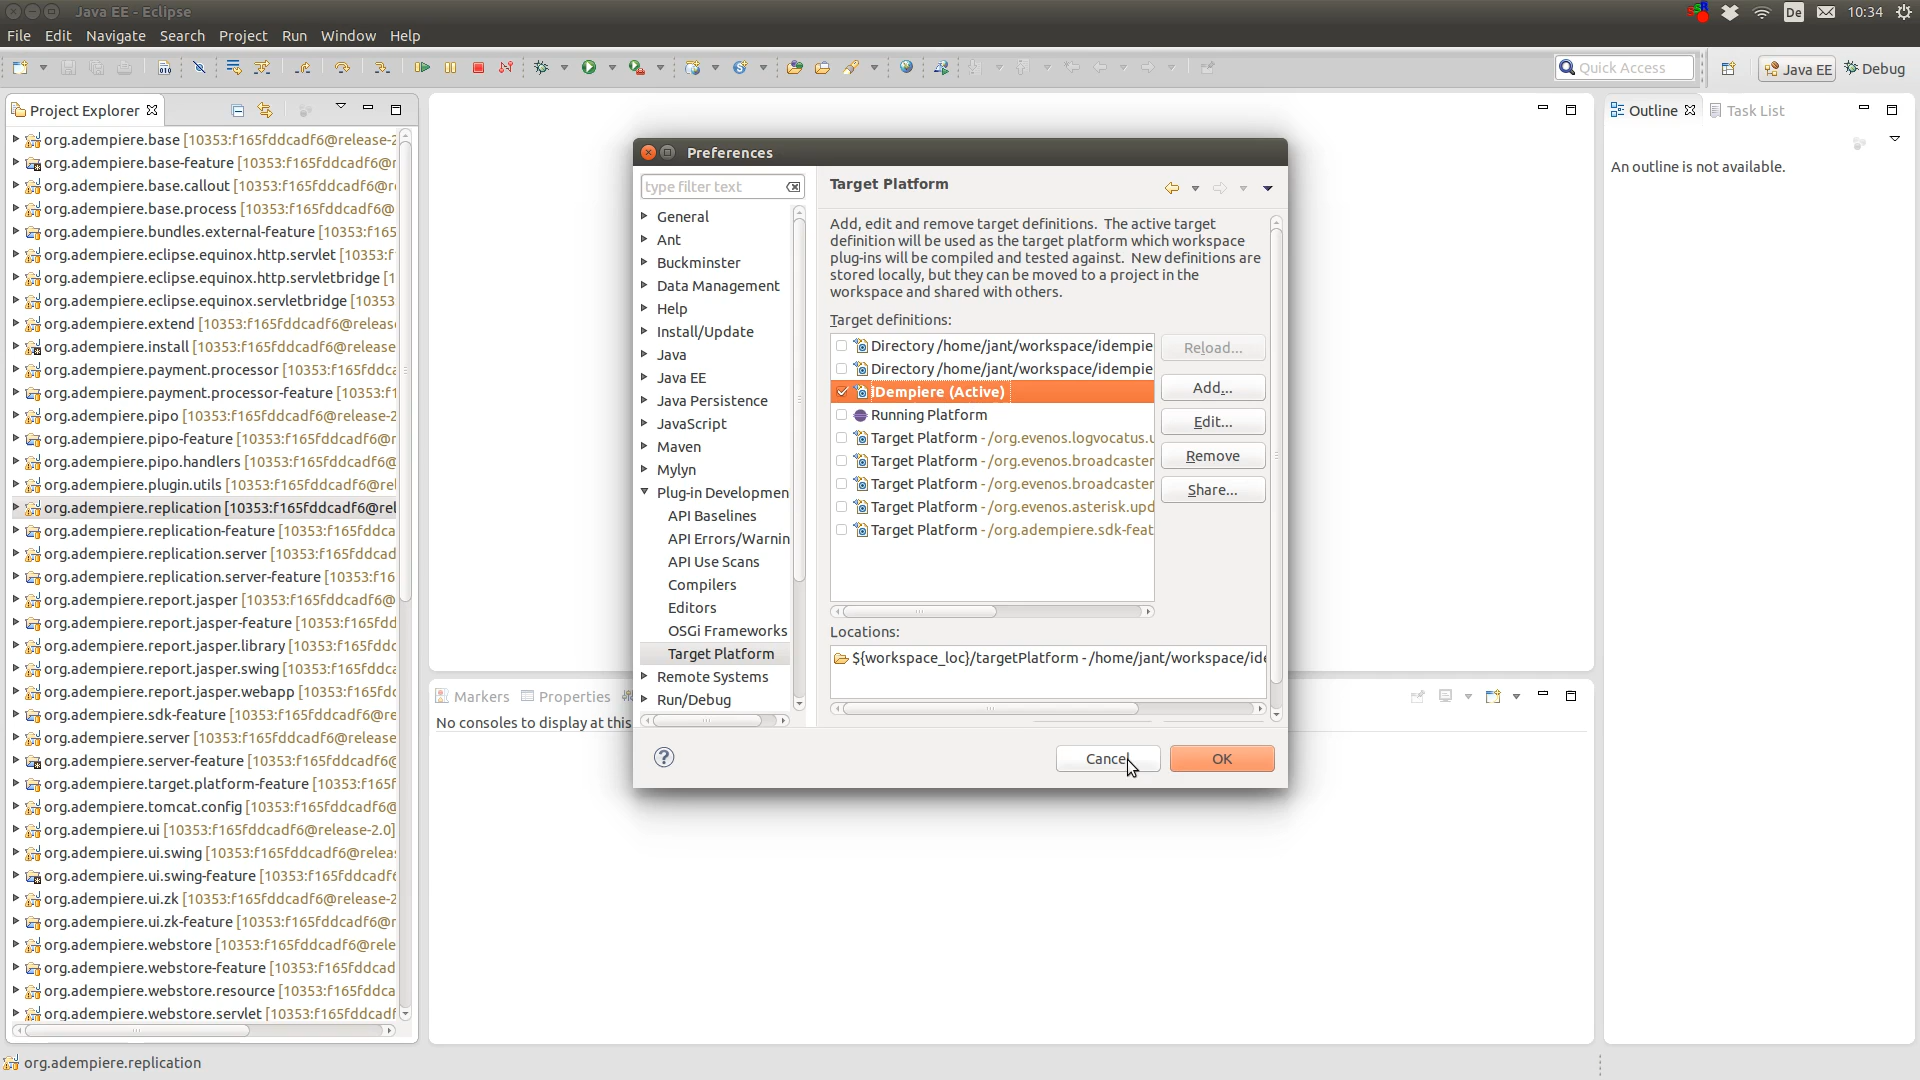 Java EE - Eclipse
De
10:34
File Edit Navigate Search Project Run Window Help
Quick Access
Java EE
Debug
Project Explorer
org.adempiere.base [10353:f165fddcadf6@release-2
org.adempiere.base-feature [10353:f165fddcadf6@r
org.adempiere.base.callout [10353:f165fddcadf6@r
org.adempiere.base.process [10353:f165fddcadf6@
org.adempiere.bundles.external-feature [10353:f165
org.adempiere.eclipse.equinox.http.servlet [10353:f
org.adempiere.eclipse.equinox.http.servletbridge [1
org.adempiere.eclipse.equinox.servletbridge [10353
org.adempiere.extend [10353:f165fddcadf6@release
org.adempiere.install [10353:f165fddcadf6@release
org.adempiere.payment.processor [10353:f165fddca
org.adempiere.payment.processor-feature [10353:f
org.adempiere.pipo [10353:f165fddcadf6@release-2
org.adempiere.pipo-feature [10353:f165fddcadf6@r
org.adempiere.pipo.handlers [10353:f165fddcadf6@
org.adempiere.plugin.utils [10353:f165fddcadf6@rel
org.adempiere.replication [10353:f165fddcadf6@rel
org.adempiere.replication-feature [10353:f165fddca
org.adempiere.replication.server [10353:f165fddcad
org.adempiere.replication.server-feature [10353:f16
org.adempiere.report.jasper [10353:f165fddcadf6@
org.adempiere.report.jasper-feature [10353:f165fdd
org.adempiere.report.jasper.library [10353:f165fddc
org.adempiere.report.jasper.swing [10353:f165fddca
org.adempiere.report.jasper.webapp [10353:f165fdd
org.adempiere.sdk-feature [10353:f165fddcadf6@re
org.adempiere.server [10353:f165fddcadf6@release
org.adempiere.server-feature [10353:f165fddcadf6@
org.adempiere.target.platform-feature [10353:f165f
org.adempiere.tomcat.config [10353:f165fddcadf6@
org.adempiere.ui [10353:f165fddcadf6@release-2.0]
org.adempiere.ui.swing [10353:f165fddcadf6@relea
org.adempiere.ui.swing-feature [10353:f165fddcadf6
org.adempiere.ui.zk [10353:f165fddcadf6@release-2
org.adempiere.ui.zk-feature [10353:f165fddcadf6@r
org.adempiere.webstore [10353:f165fddcadf6@rele
org.adempiere.webstore-feature [10353:f165fddcad
org.adempiere.webstore.resource [10353:f165fddca
org.adempiere.webstore.servlet [10353:f165fddcadf
org.adempiere.replication
Preferences
type filter text
General
Ant
Buckminster
Data Management
Help
Install/Update
Java
Java EE
Java Persistence
JavaScript
Maven
Mylyn
Plug-in Developmen
API Baselines
API Errors/Warnin
API Use Scans
Compilers
Editors
OSGi Frameworks
Target Platform
Remote Systems
Run/Debug
Target Platform
Add, edit and remove target definitions. The active target
definition will be used as the target platform which workspace
plug-ins will be compiled and tested against. New definitions are
stored locally, but they can be moved to a project in the
workspace and shared with others.
Target definitions:
Directory /home/jant/workspace/idempie
Directory /home/jant/workspace/idempie
iDempiere (Active)
Running Platform
Target Platform - /org.evenos.logvocatus.u
Target Platform - /org.evenos.broadcaster
Target Platform - /org.evenos.broadcaster
Target Platform - /org.evenos.asterisk.upd
Target Platform - /org.adempiere.sdk-feat
Reload...
Add...
Edit...
Remove
Share...
Locations:
${workspace_loc}/targetPlatform - /home/jant/workspace/ide
Cancel
OK
Markers
Properties
No consoles to display at this
Outline
Task List
An outline is not available.